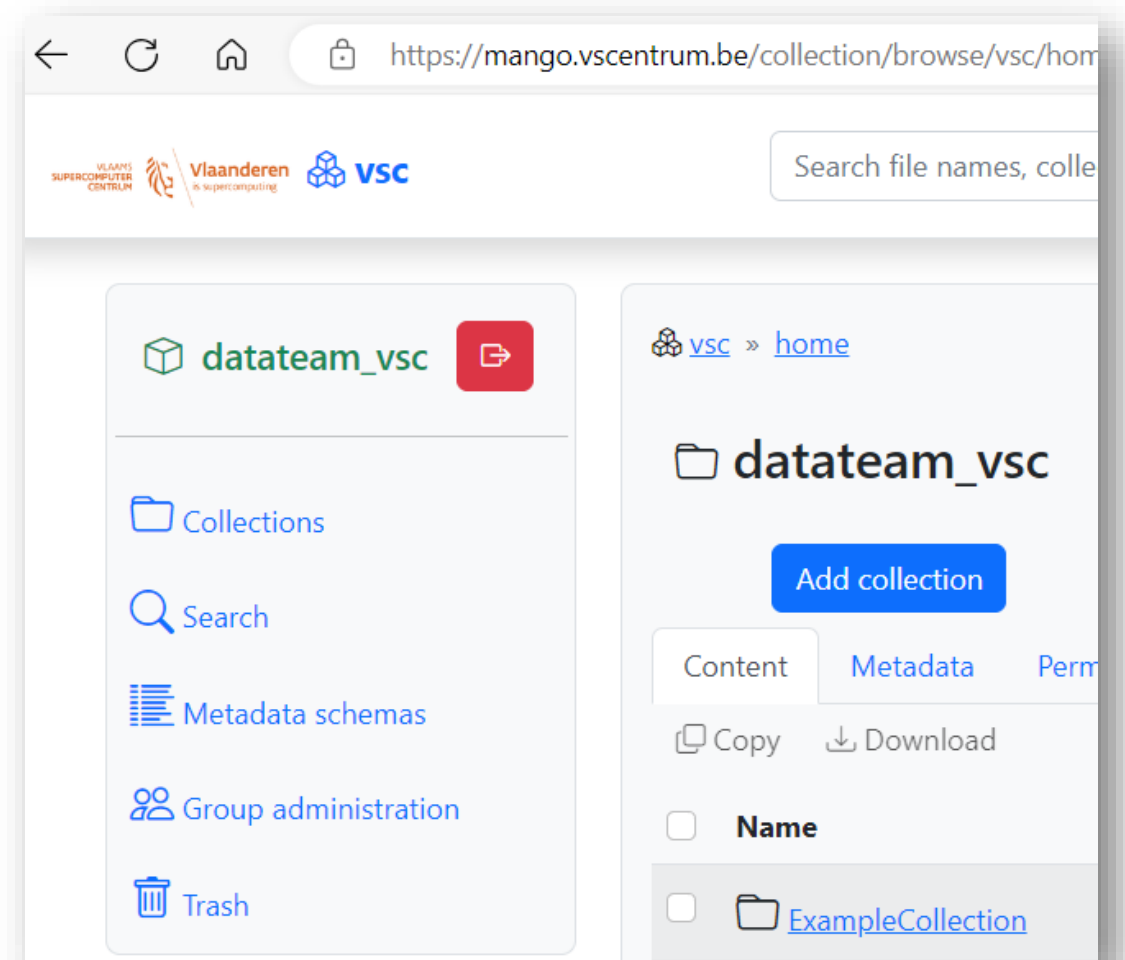 https://mango.vscentrum.be/collection/browse/vsc/hom
VLAAMS
SUPERCOMPUTER
CENTRUM
Vlaanderen
is supercomputing
vsc
Search file names, colle
datateam_vsc
Collections
Search
Metadata schemas
Group administration
Trash
vsc » home
datateam_vsc
Add collection
Content Metadata Perm
Copy Download
Name
ExampleCollection